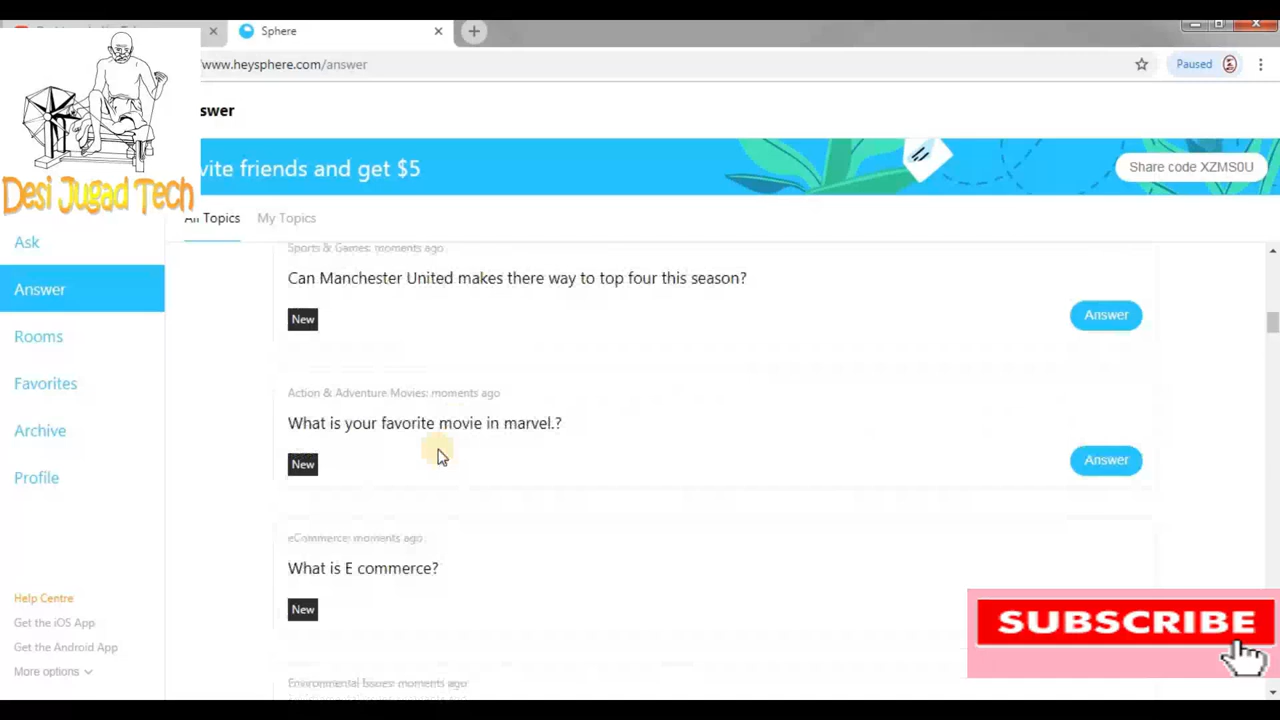 Sphere
www.heysphere.com/answer
Paused
swer
vite friends and get $5
Share code XZMS0U
Desi Jugad Tech
All Topics
My Topics
Ask
Answer
Rooms
Favorites
Archive
Profile
Help Centre
Get the iOS App
Get the Android App
More options
Sports & Games: moments ago
Can Manchester United makes there way to top four this season?
New
Answer
Action & Adventure Movies: moments ago
What is your favorite movie in marvel.?
New
Answer
eCommerce: moments ago
What is E commerce?
New
Environmental Issues: moments ago
SUBSCRIBE